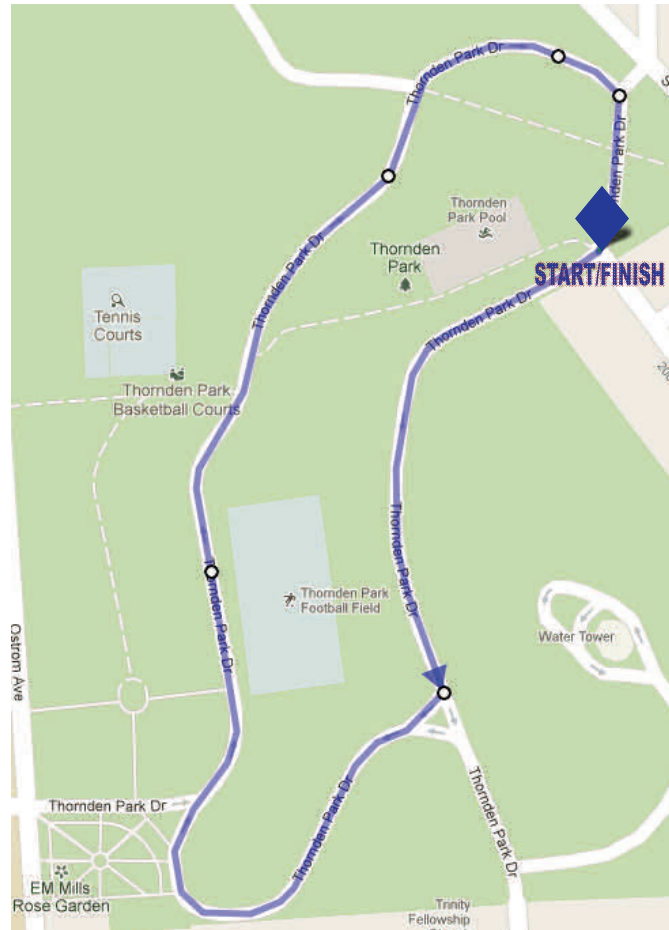 Thornden Park Dr
Thornden
Park Pool
Thornden
Park
START/FINISH
Thornden Park Dr
Thornden Park Dr
Tennis
Courts
Thornden Park
Basketball Courts
Thornden Park
Football Field
Thornden Park Dr
Thornden Park Dr
Water Tower
Ostrom Ave
Thornden Park Dr
Thornden Park Dr
Thornden Park Dr
EM Mills
Rose Garden
Trinity
Fellowship